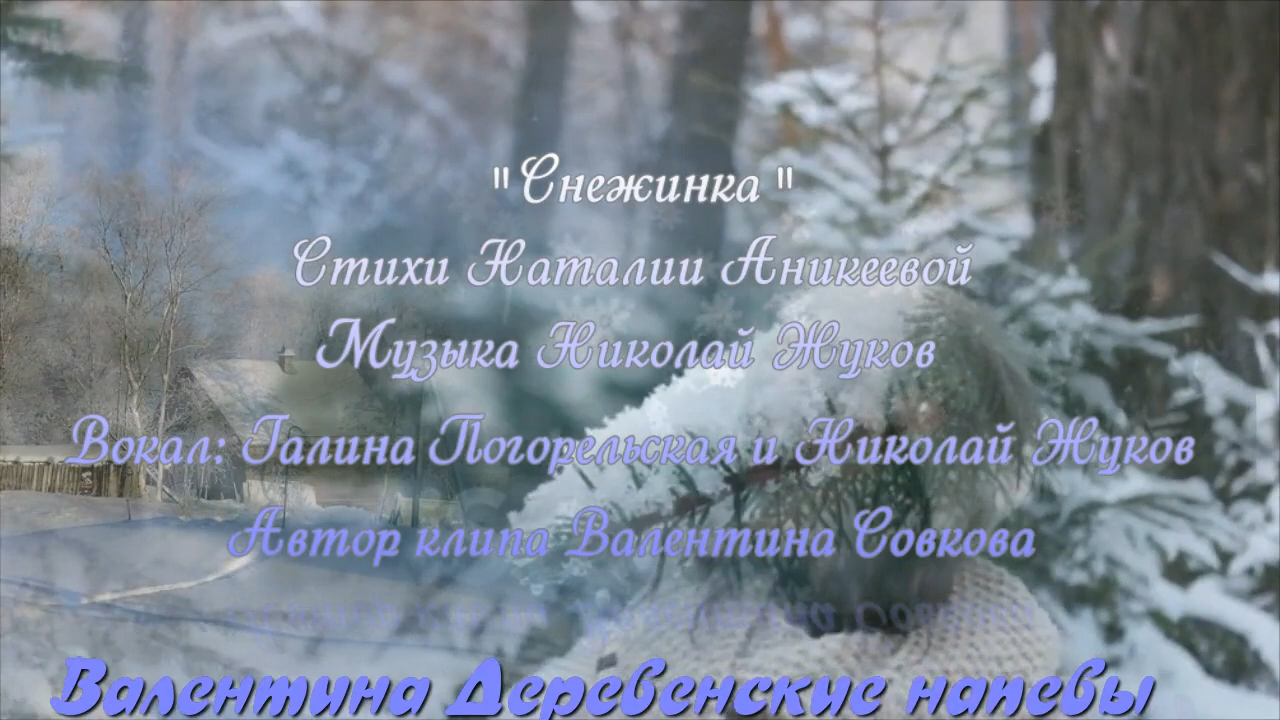 " Снежинка "
Стихи Наталии Аникеевой
Музыка Николай Жуков
Вокал: Галина Погорельская и Николай Жуков
Автор клипа Валентина Совкова
Валентина Деревенские напевы